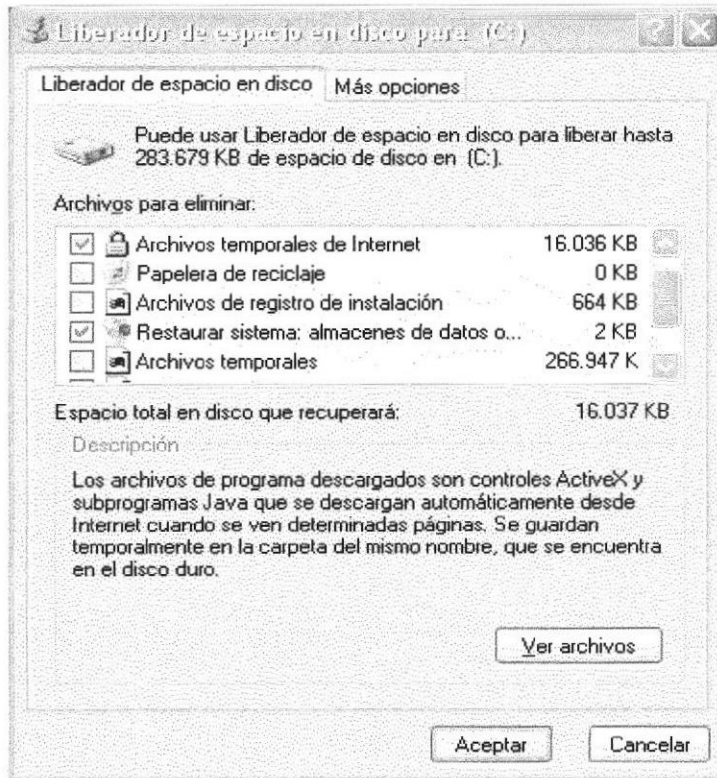 Liberador de espacio en disco para (C:)
Liberador de espacio en disco
Más opciones
Puede usar Liberador de espacio en disco para liberar hasta
283.679 KB de espacio de disco en (C:).
Archivos para eliminar:
Archivos temporales de Internet 16.036 KB
Papelera de reciclaje 0 KB
Archivos de registro de instalación 664 KB
Restaurar sistema: almacenes de datos o... 2 KB
Archivos temporales 266.947 K
Espacio total en disco que recuperará: 16.037 KB
Descripción
Los archivos de programa descargados son controles ActiveX y
subprogramas Java que se descargan automáticamente desde
Internet cuando se ven determinadas páginas. Se guardan
temporalmente en la carpeta del mismo nombre, que se encuentra
en el disco duro.
Ver archivos
Aceptar
Cancelar